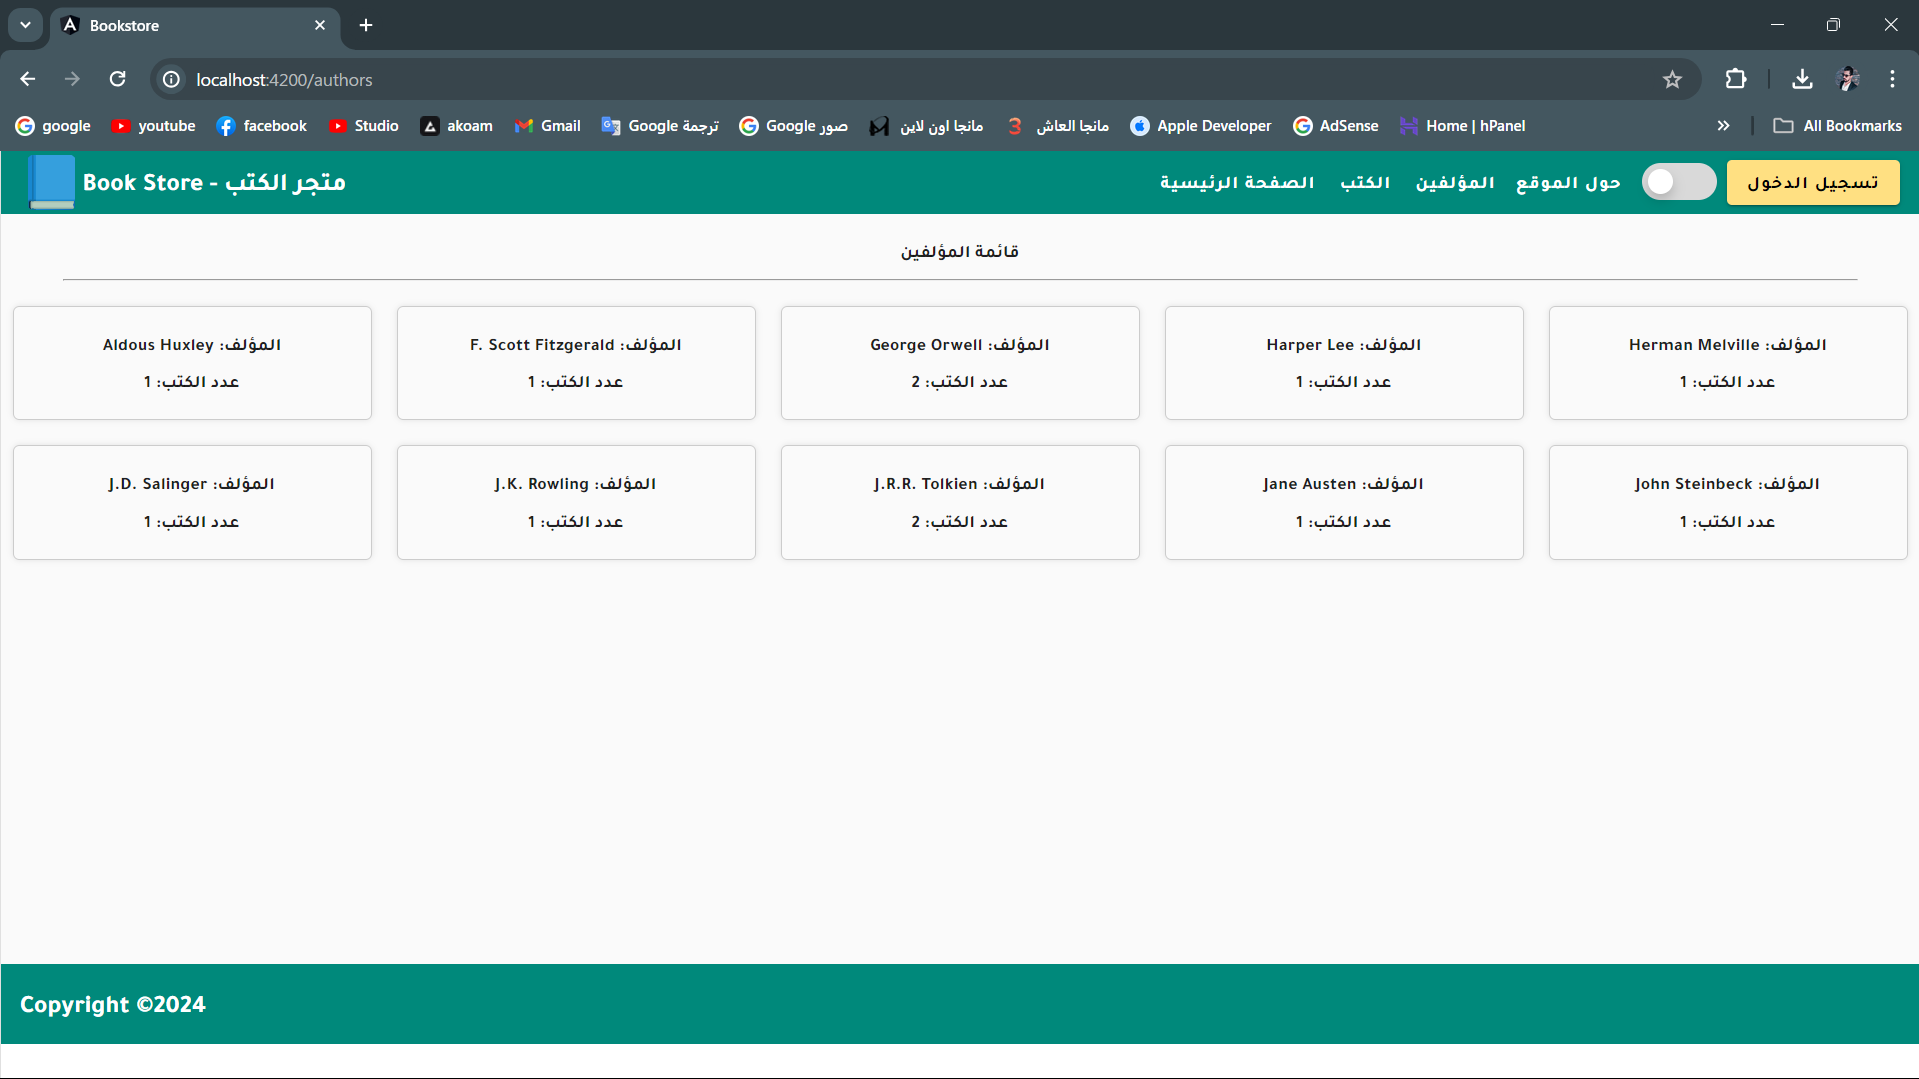 Bookstore
localhost:4200/authors
google
youtube
facebook
Studio
akoam
Gmail
ترجمة Google
صور Google
مانجا اون لاين
مانجا العاش
Apple Developer
AdSense
Home | hPanel
All Bookmarks
Book Store - متجر الكتب
الصفحة الرئيسية
الكتب
المؤلفين
حول الموقع
تسجيل الدخول
قائمة المؤلفين
المؤلف: Aldous Huxley
عدد الكتب: 1
المؤلف: F. Scott Fitzgerald
عدد الكتب: 1
المؤلف: George Orwell
عدد الكتب: 2
المؤلف: Harper Lee
عدد الكتب: 1
المؤلف: Herman Melville
عدد الكتب: 1
المؤلف: J.D. Salinger
عدد الكتب: 1
المؤلف: J.K. Rowling
عدد الكتب: 1
المؤلف: J.R.R. Tolkien
عدد الكتب: 2
المؤلف: Jane Austen
عدد الكتب: 1
المؤلف: John Steinbeck
عدد الكتب: 1
Copyright ©2024